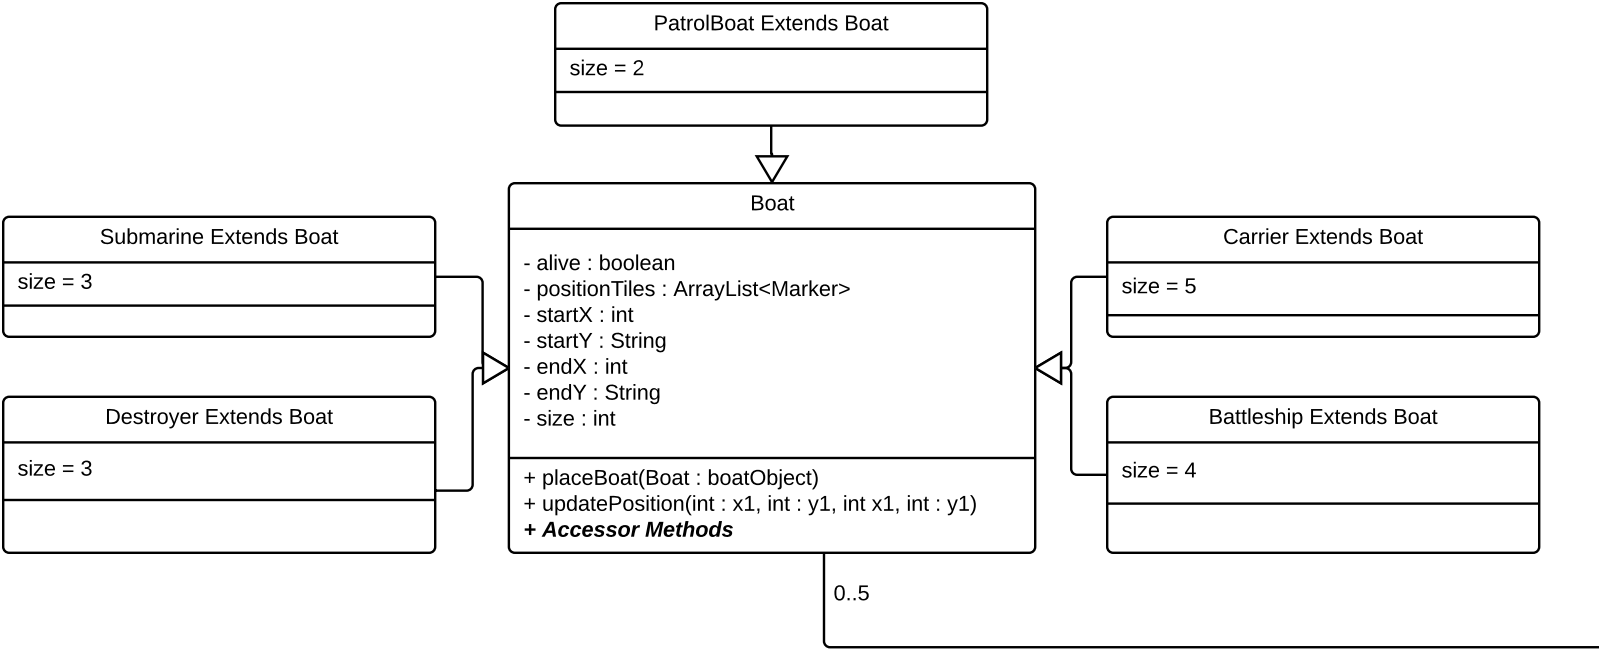 PatrolBoat Extends Boat
size = 2
Boat
- alive : boolean
- positionTiles : ArrayList<Marker>
- startX : int
- startY : String
- endX : int
- endY : String
- size : int
+ placeBoat(Boat : boatObject)
+ updatePosition(int : x1, int : y1, int x1, int : y1)
+ Accessor Methods
Submarine Extends Boat
size = 3
Destroyer Extends Boat
size = 3
Carrier Extends Boat
size = 5
Battleship Extends Boat
size = 4
0..5